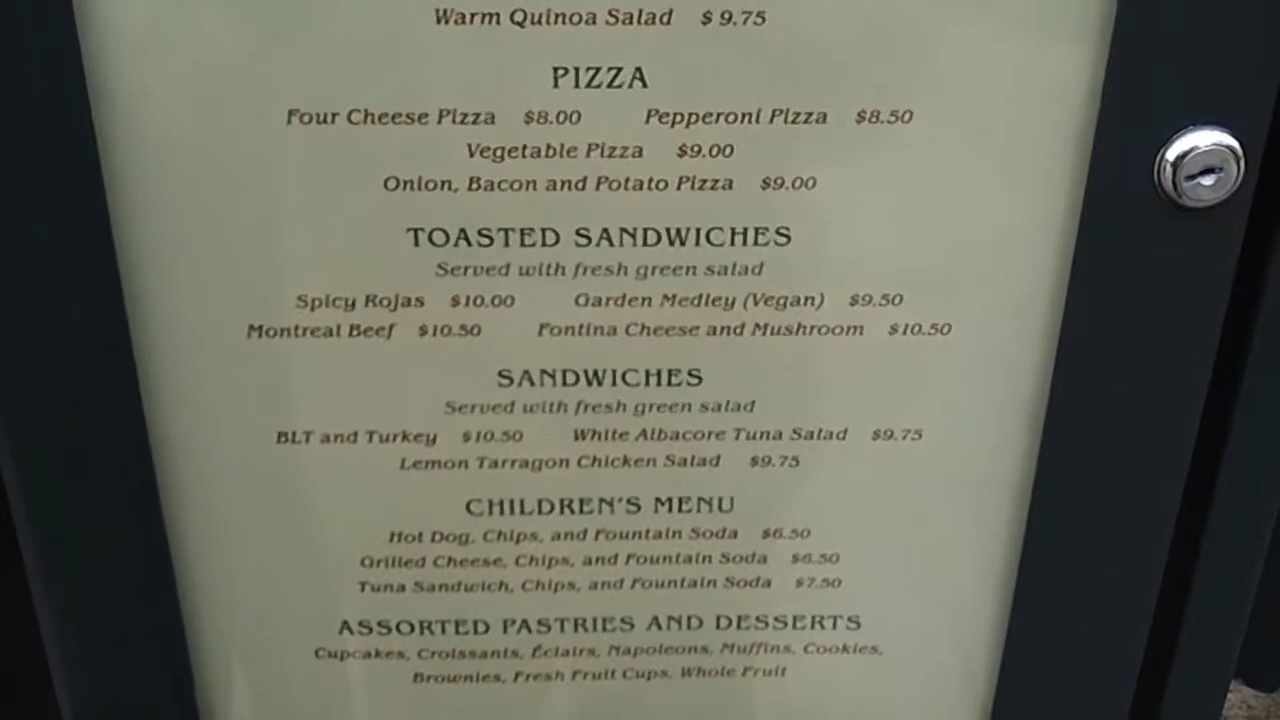 Warm Quinoa Salad $ 9.75
PIZZA
Four Cheese Pizza $8.00 Pepperoni Pizza $8.50
Vegetable Pizza $9.00
Onion, Bacon and Potato Pizza $9.00
TOASTED SANDWICHES
Served with fresh green salad
Spicy Rojas $10.00 Garden Medley (Vegan) $9.50
Montreal Beef $10.50 Fontina Cheese and Mushroom $10.50
SANDWICHES
Served with fresh green salad
BLT and Turkey $10.50 White Albacore Tuna Salad $9.75
Lemon Tarragon Chicken Salad $9.75
CHILDREN'S MENU
Hot Dog, Chips, and Fountain Soda $6.50
Grilled Cheese, Chips, and Fountain Soda $6.50
Tuna Sandwich, Chips, and Fountain Soda $7.50
ASSORTED PASTRIES AND DESSERTS
Cupcakes, Croissants, Éclairs, Napoleons, Muffins, Cookies,
Brownies, Fresh Fruit Cups, Whole Fruit